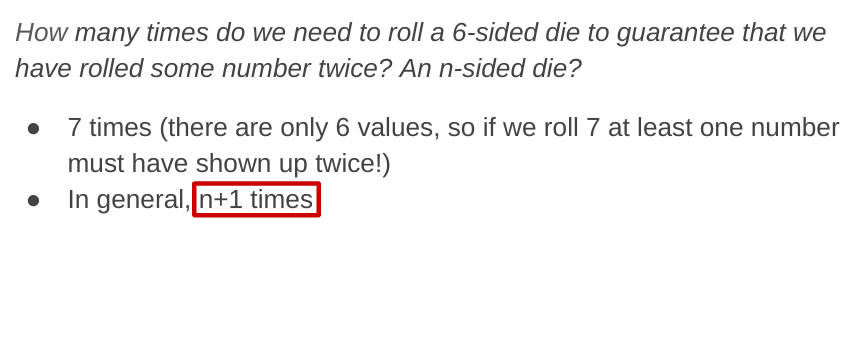 How many times do we need to roll a 6-sided die to guarantee that we
have rolled some number twice? An n-sided die?
● 7 times (there are only 6 values, so if we roll 7 at least one number
must have shown up twice!)
● In general, n+1 times